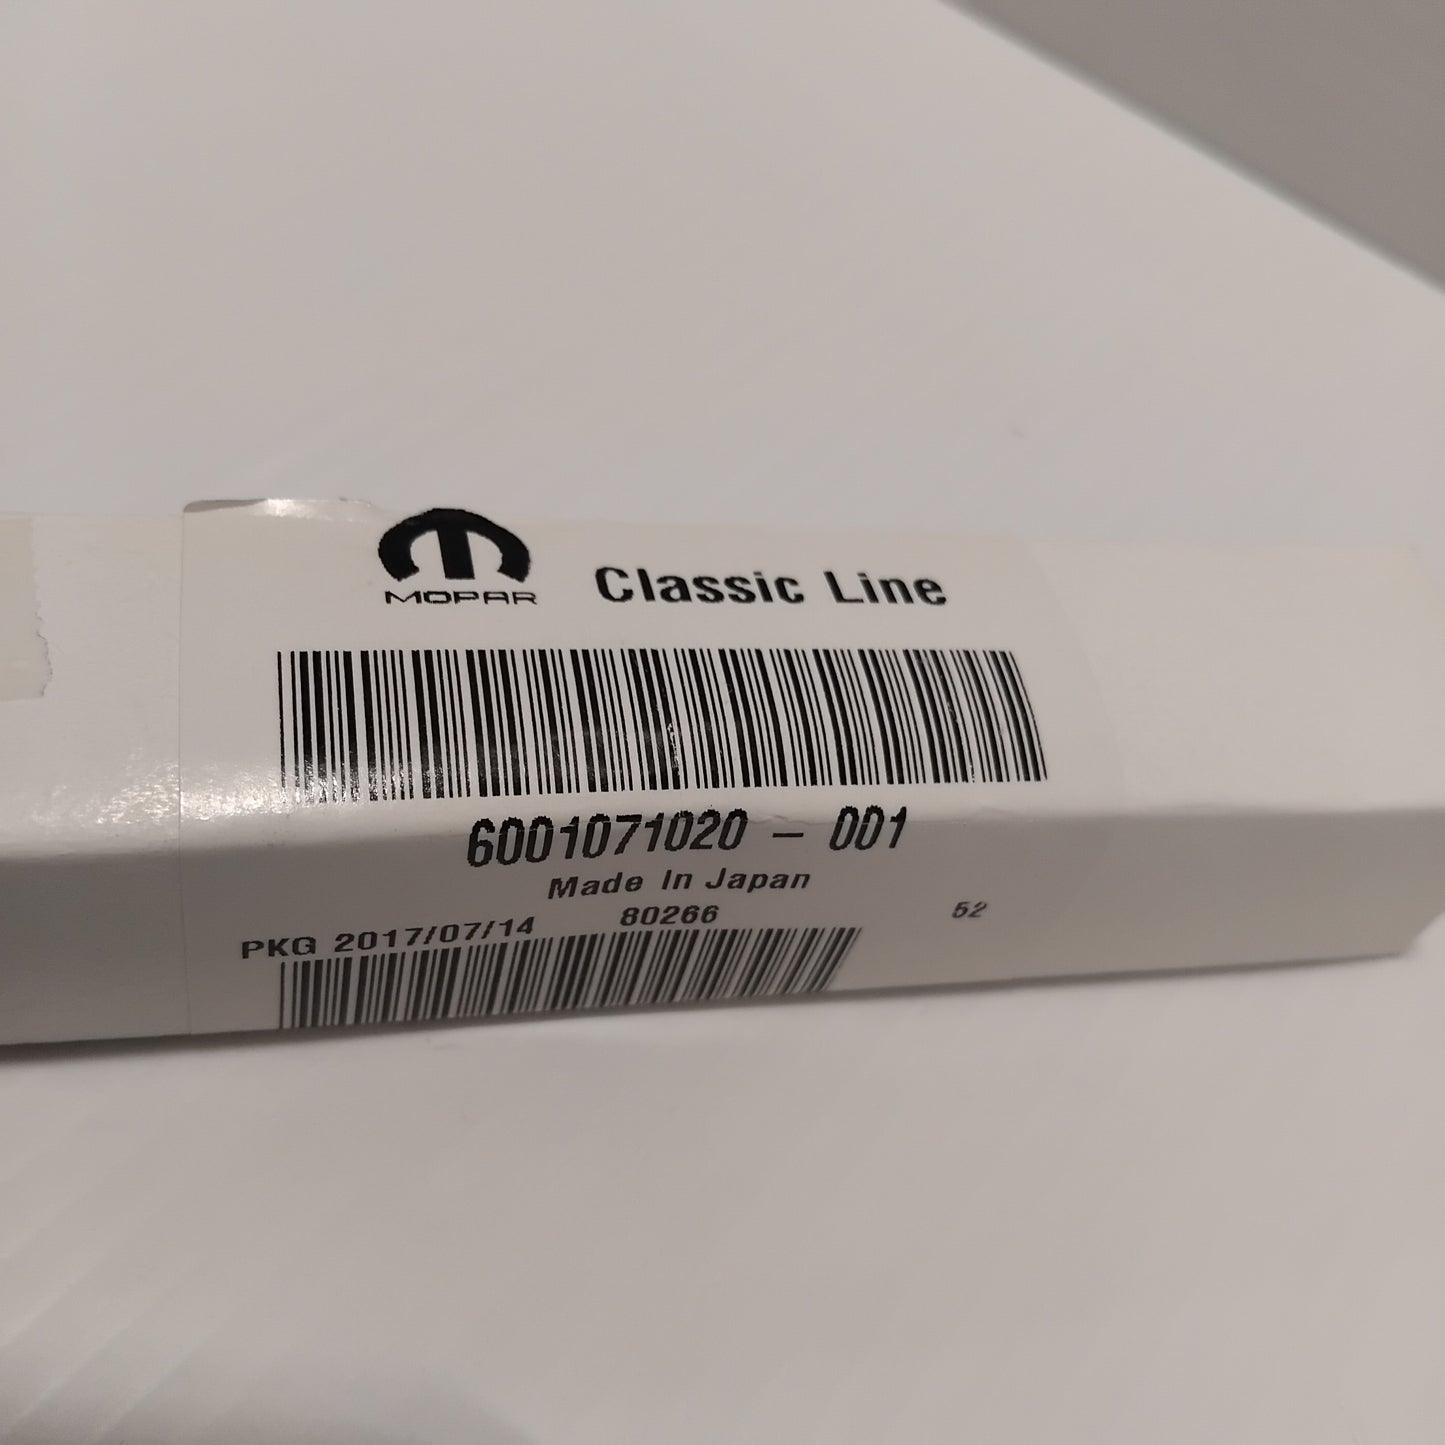 MOPAR Classic Line
6001071020 - 001
Made In Japan
PKG 2017/07/14 80266 52